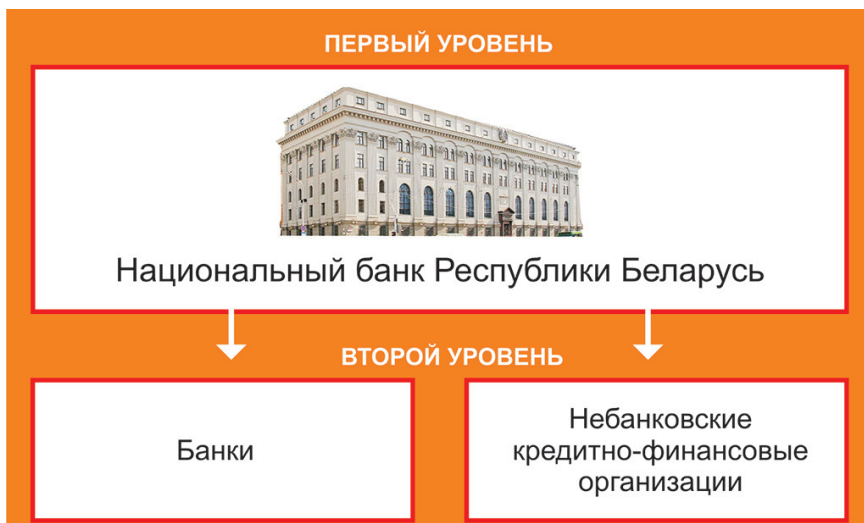 ПЕРВЫЙ УРОВЕНЬ
Национальный банк Республики Беларусь
ВТОРОЙ УРОВЕНЬ
Банки
Небанковские
кредитно-финансовые
организации